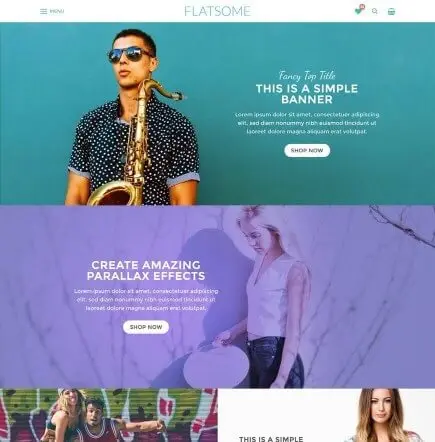 MENU
FLATSOME
Fancy Top Title
THIS IS A SIMPLE
BANNER
Lorem ipsum dolor sit amet, consectetuer adipiscing
elit, sed diam nonummy nibh euismod tincidunt ut
laoreet dolore magna aliquam erat volutpat.
SHOP NOW
CREATE AMAZING
PARALLAX EFFECTS
Lorem ipsum dolor sit amet, consectetuer adipiscing
elit, sed diam nonummy nibh euismod tincidunt ut
laoreet dolore magna aliquam erat volutpat.
SHOP NOW
THIS IS A SIMPLE